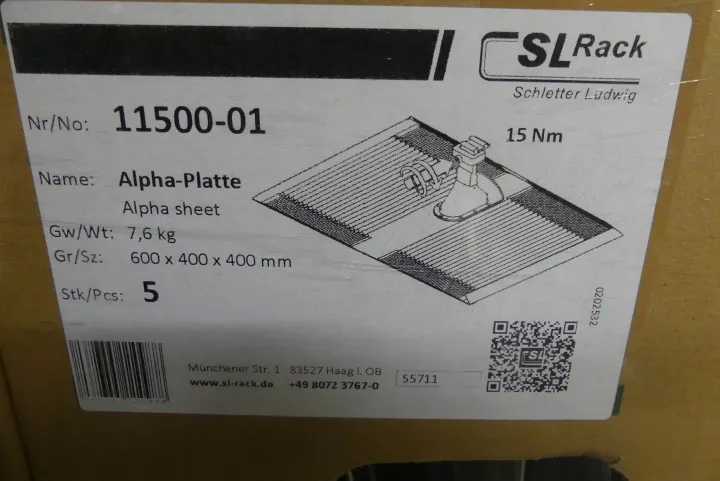 SL Rack
Schletter Ludwig
Nr/No: 11500-01
15 Nm
Name: Alpha-Platte
Alpha sheet
Gw/Wt: 7,6 kg
Gr/Sz: 600 x 400 x 400 mm
Stk/Pcs: 5
0202532
SL
Münchener Str. 1 83527 Haag i. OB
www.sl-rack.de +49 8072 3767-0
55711